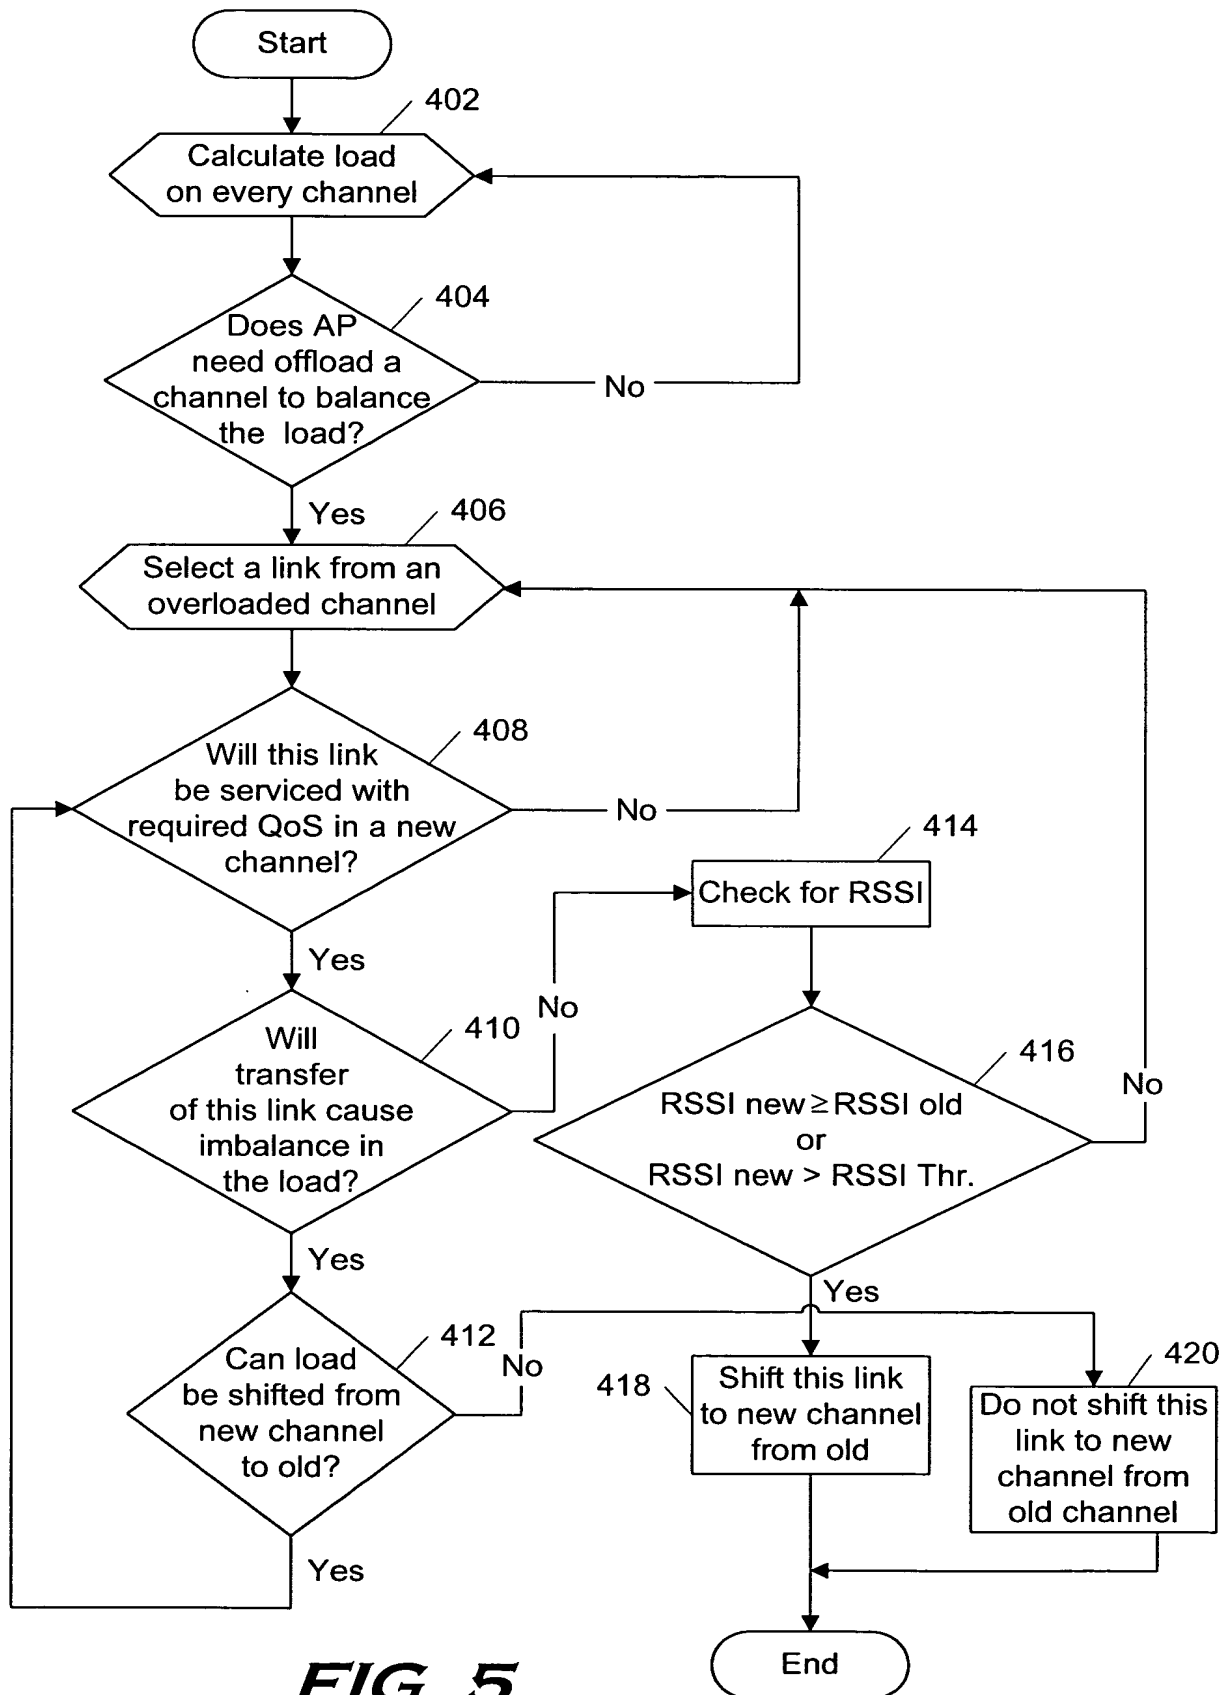 Start
402
Calculate load
on every channel
404
Does AP
need offload a
channel to balance
the load?
No
Yes
406
Select a link from an
overloaded channel
408
Will this link
be serviced with
required QoS in a new
channel?
No
Yes
414
Check for RSSI
No
410
Will
transfer
of this link cause
imbalance in
the load?
416
RSSI new ≥ RSSI old
or
RSSI new > RSSI Thr.
No
Yes
Yes
412
Can load
be shifted from
new channel
to old?
No
418
Shift this link
to new channel
from old
420
Do not shift this
link to new
channel from
old channel
Yes
End
FIG. 5